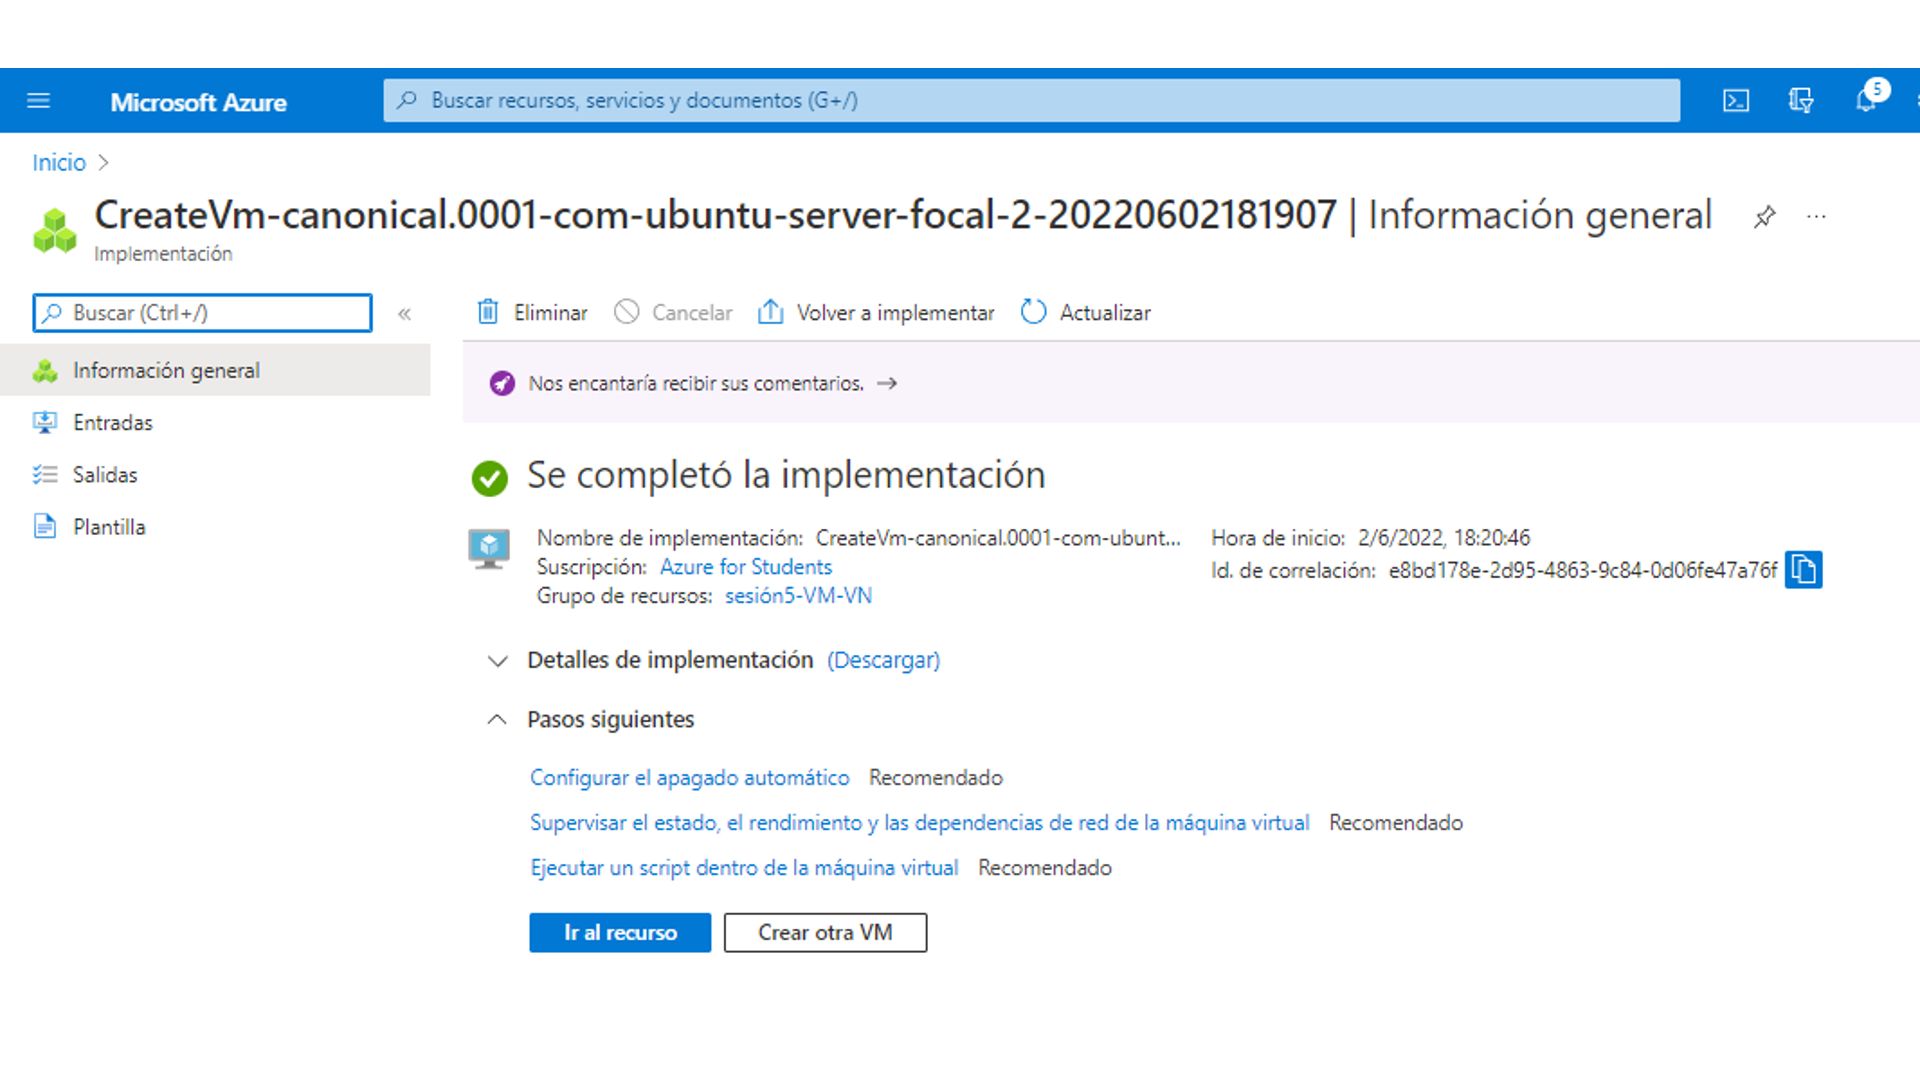 Microsoft Azure
Buscar recursos, servicios y documentos (G+/)
5
Inicio
CreateVm-canonical.0001-com-ubuntu-server-focal-2-20220602181907 | Información general
Implementación
Buscar (Ctrl+/)
Eliminar Cancelar Volver a implementar Actualizar
Información general
Entradas
Salidas
Plantilla
Nos encantaría recibir sus comentarios. →
Se completó la implementación
Nombre de implementación: CreateVm-canonical.0001-com-ubunt...
Suscripción: Azure for Students
Grupo de recursos: sesión5-VM-VN
Hora de inicio: 2/6/2022, 18:20:46
Id. de correlación: e8bd178e-2d95-4863-9c84-0d06fe47a76f
Detalles de implementación (Descargar)
Pasos siguientes
Configurar el apagado automático Recomendado
Supervisar el estado, el rendimiento y las dependencias de red de la máquina virtual Recomendado
Ejecutar un script dentro de la máquina virtual Recomendado
Ir al recurso Crear otra VM